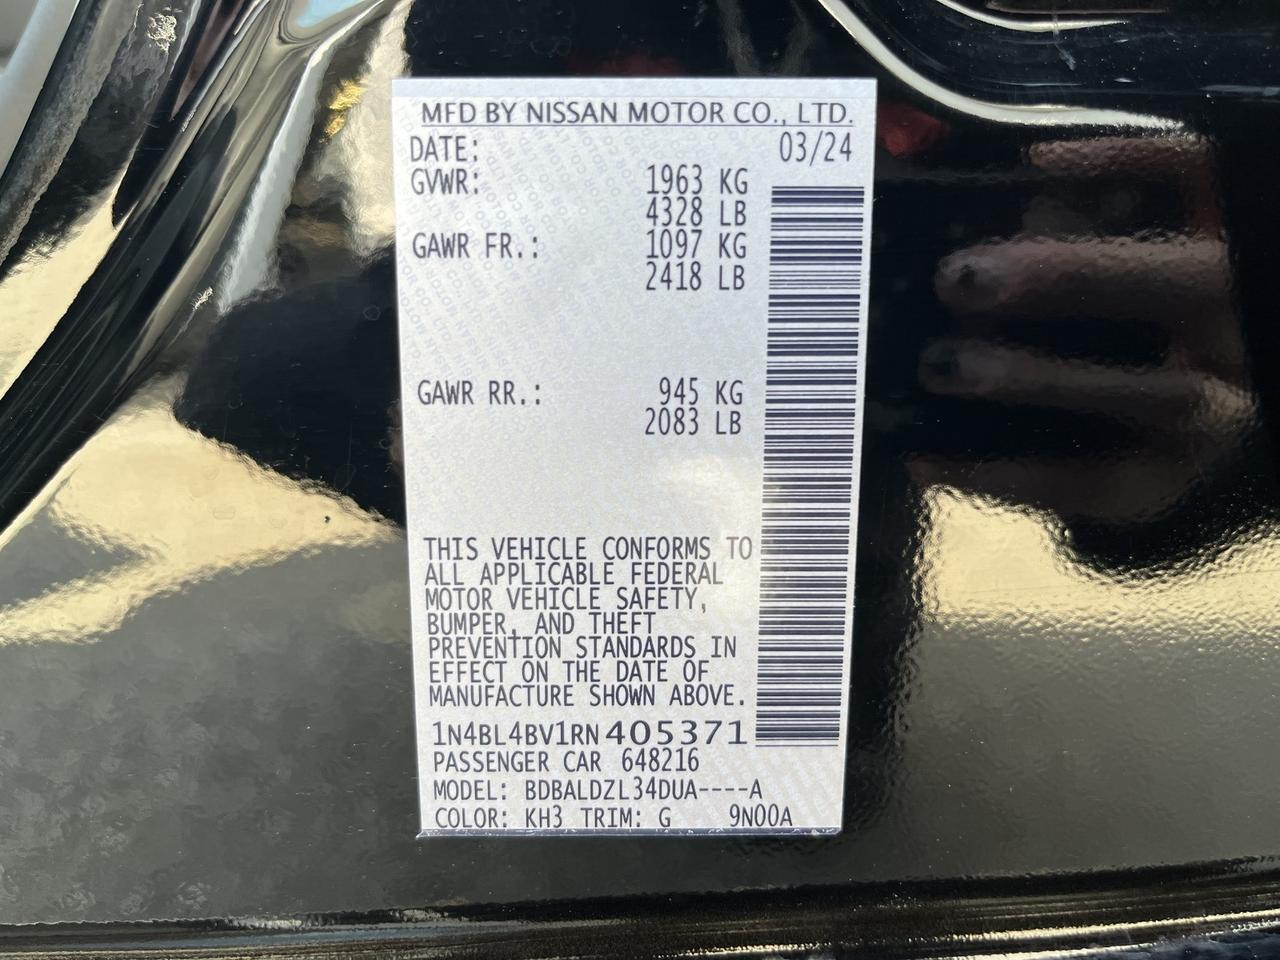 MFD BY NISSAN MOTOR CO., LTD.
DATE: 03/24
GVWR: 1963 KG
4328 LB
GAWR FR.: 1097 KG
2418 LB
GAWR RR.: 945 KG
2083 LB
THIS VEHICLE CONFORMS TO
ALL APPLICABLE FEDERAL
MOTOR VEHICLE SAFETY,
BUMPER, AND THEFT
PREVENTION STANDARDS IN
EFFECT ON THE DATE OF
MANUFACTURE SHOWN ABOVE.
1N4BL4BV1RN405371
PASSENGER CAR 648216
MODEL: BDBALDZL34DUA----A
COLOR: KH3 TRIM: G 9N00A